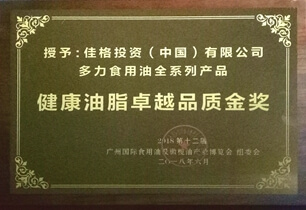 授予:佳格投资(中国)有限公司
多力食用油全系列产品
健康油脂卓越品质金奖
2018第十二届
广州国际食用油及橄榄油产业博览会 组委会
二〇一八年六月